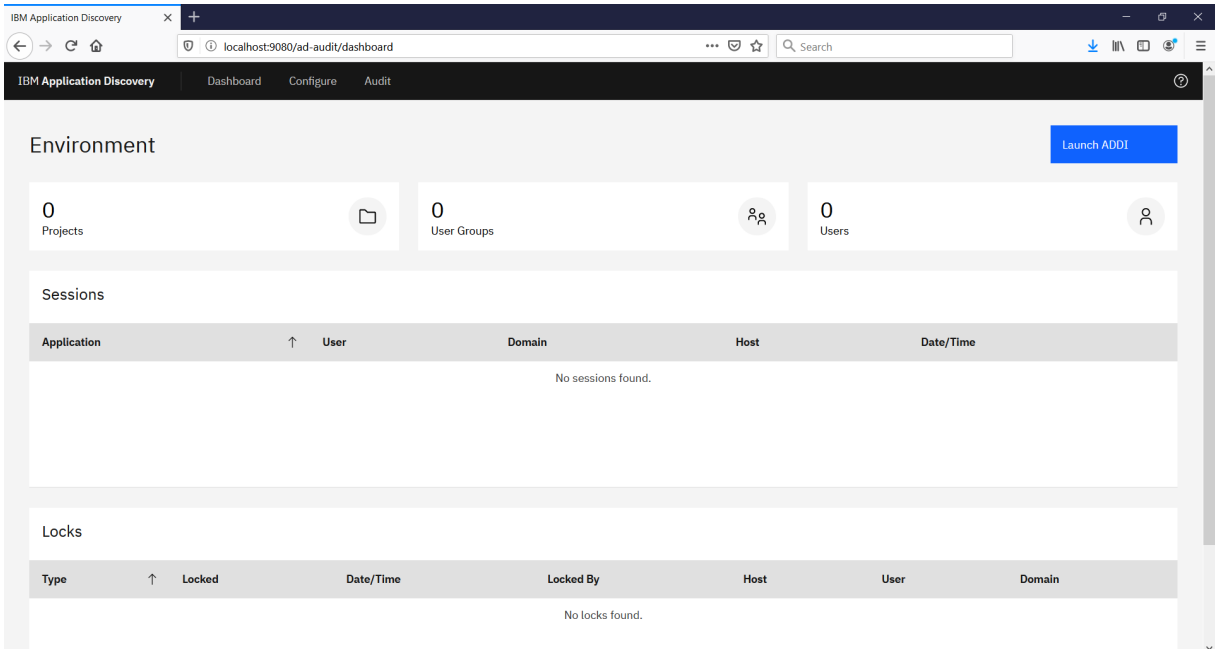 IBM Application Discovery
localhost:9080/ad-audit/dashboard
Search
IBM Application Discovery Dashboard Configure Audit
Environment
Launch ADDI
0
Projects
0
User Groups
0
Users
Sessions
Application User Domain Host Date/Time
No sessions found.
Locks
Type Locked Date/Time Locked By Host User Domain
No locks found.